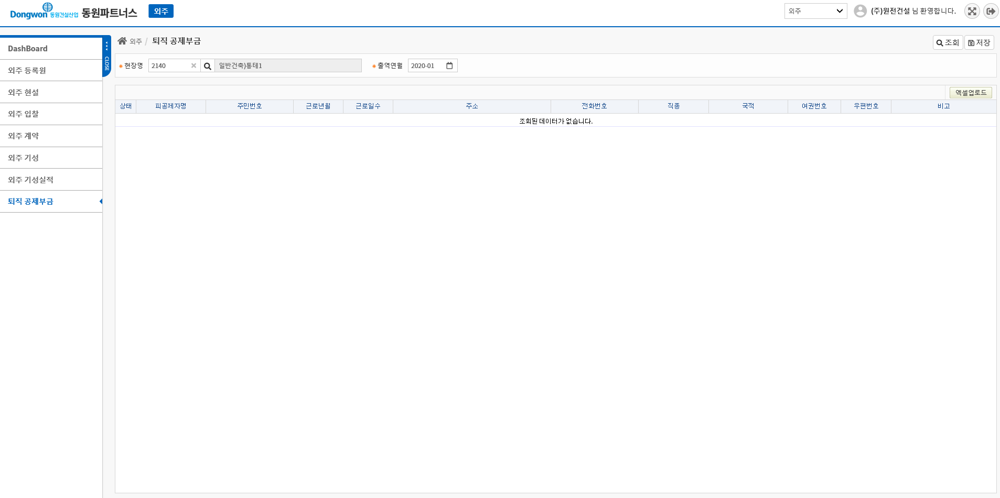 Dongwon 동원건설산업 동원파트너스 외주
외주
(주)원전건설 님 환영합니다.
DashBoard
외주 등록원
외주 현설
외주 입찰
외주 계약
외주 기성
외주 기성실적
퇴직 공제부금
CLOSE
외주 / 퇴직 공제부금
조회 저장
현장명 2140 일반건축)통테1 출역연월 2020-01
엑셀업로드
상태 피공제자명 주민번호 근로년월 근로일수 주소 전화번호 직종 국적 여권번호 우편번호 비고
조회된 데이터가 없습니다.